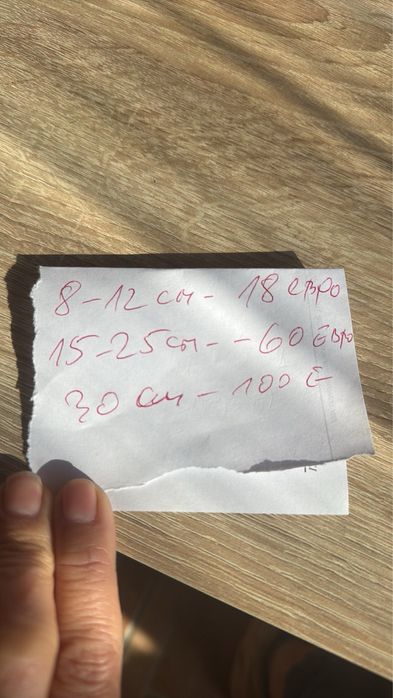 8-12 см - 18 евро
15-25 см - - 60 Евро
30 см - 100 Е